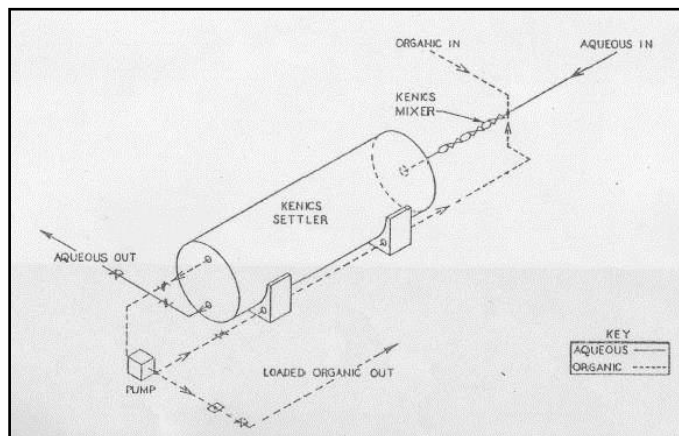 ORGANIC IN
AQUEOUS IN
KENICS
MIXER
KENICS
SETTLER
AQUEOUS OUT
PUMP
LOADED ORGANIC OUT
KEY
AQUEOUS
ORGANIC